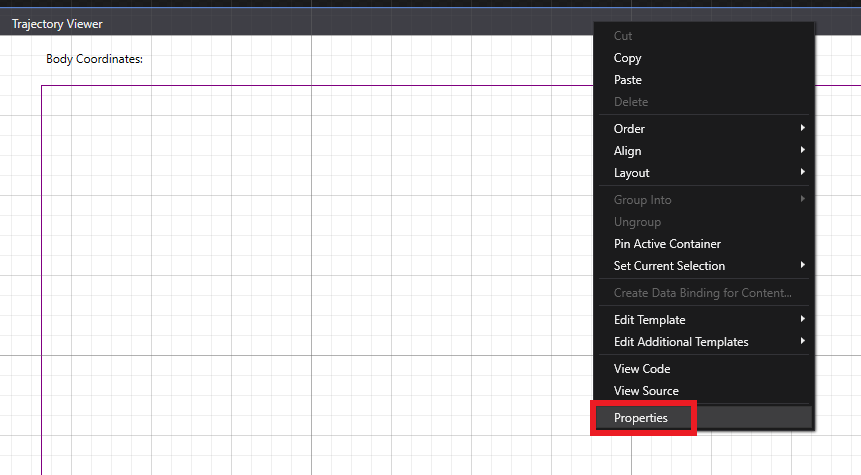 Trajectory Viewer
Body Coordinates:
Cut
Copy
Paste
Delete
Order
Align
Layout
Group Into
Ungroup
Pin Active Container
Set Current Selection
Create Data Binding for Content...
Edit Template
Edit Additional Templates
View Code
View Source
Properties